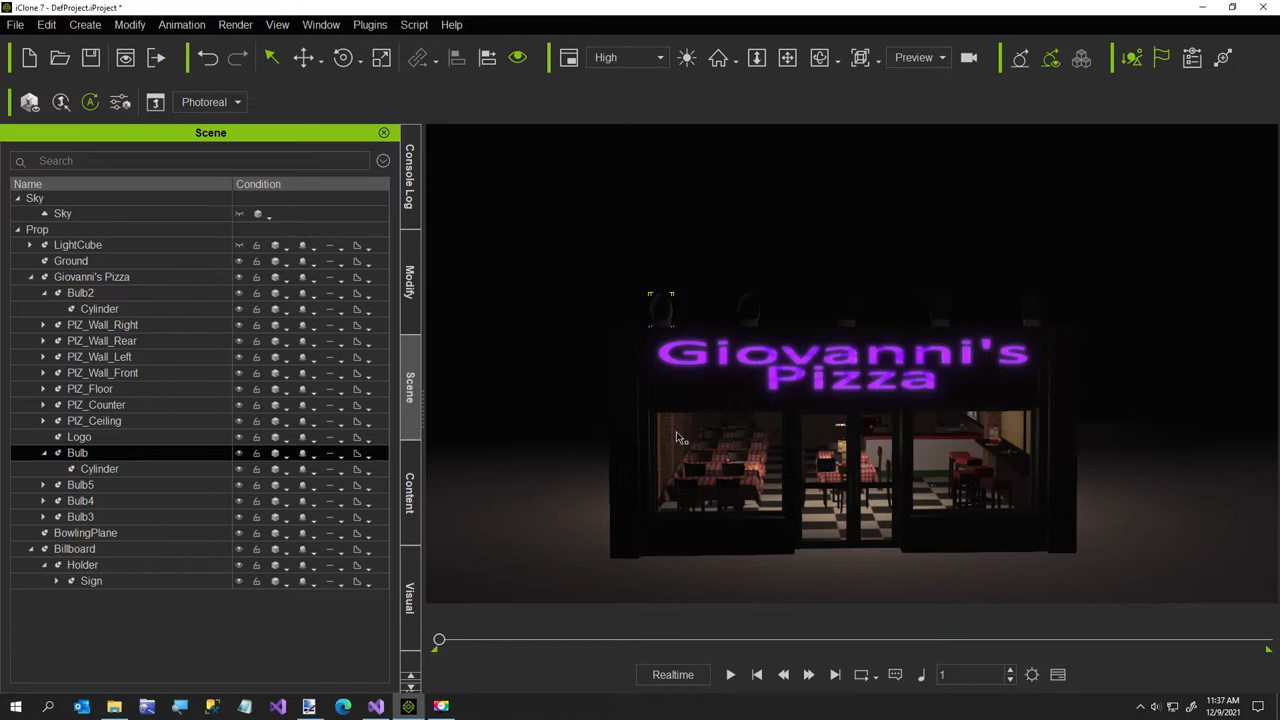 iClone 7 - DefProject.iProject *
File Edit Create Modify Animation Render View Window Plugins Script Help
High
Preview
Photoreal
Scene
Search
Name Condition
Sky
Sky
Prop
LightCube
Ground
Giovanni's Pizza
Bulb2
Cylinder
PIZ_Wall_Right
PIZ_Wall_Rear
PIZ_Wall_Left
PIZ_Wall_Front
PIZ_Floor
PIZ_Counter
PIZ_Ceiling
Logo
Bulb
Cylinder
Bulb5
Bulb4
Bulb3
BowlingPlane
Billboard
Holder
Sign
Console Log
Modify
Scene
Content
Visual
Giovanni's
Pizza
Realtime
1
11:37 AM
12/9/2021